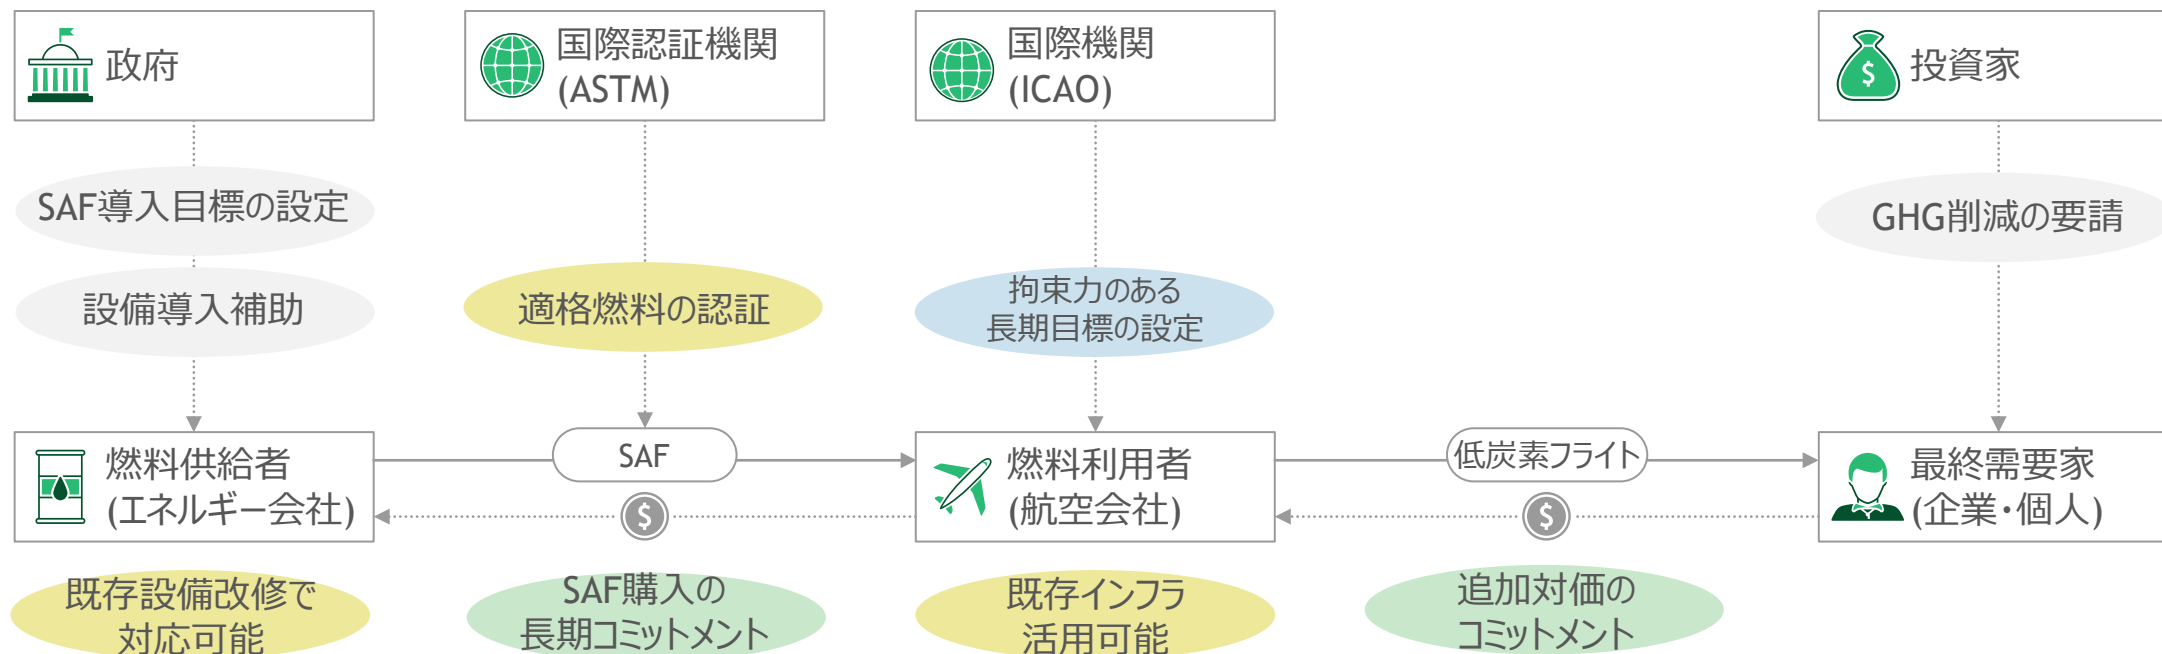 政府
国際認証機関
(ASTM)
国際機関
(ICAO)
$
投資家
SAF導入目標の設定
GHG削減の要請
設備導入補助
適格燃料の認証
拘束力のある
長期目標の設定
燃料供給者
(エネルギー会社)
SAF
$
燃料利用者
(航空会社)
低炭素フライト
$
最終需要家
(企業・個人)
既存設備改修で
対応可能
SAF購入の
長期コミットメント
既存インフラ
活用可能
追加対価の
コミットメント